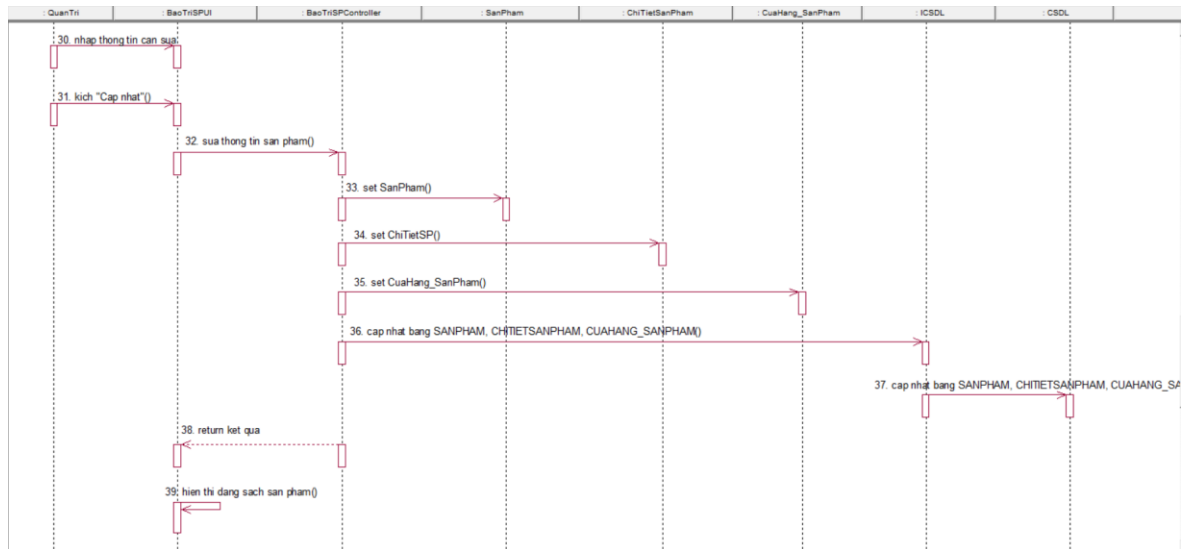 : QuanTri
: BaoTriSPUI
: BaoTriSPController
: SanPham
: ChiTietSanPham
: CuaHang_SanPham
: ICSDL
: CSDL
30. nhap thong tin can sua
31. kich "Cap nhat"()
32. sua thong tin san pham()
33. set SanPham()
34. set ChiTietSP()
35. set CuaHang_SanPham()
36. cap nhat bang SANPHAM, CHITIETSANPHAM, CUAHANG_SANPHAM()
37. cap nhat bang SANPHAM, CHITIETSANPHAM, CUAHANG_SA
38. return ket qua
39. hien thi dang sach san pham()